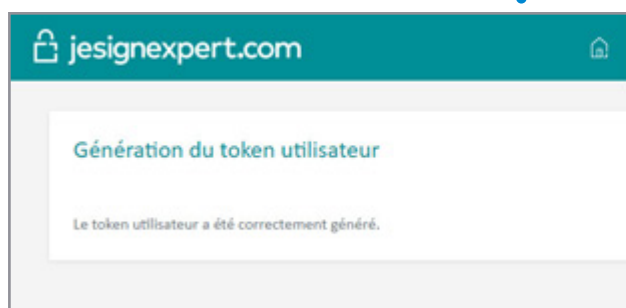 jesignexpert.com
Génération du token utilisateur
Le token utilisateur a été correctement généré.